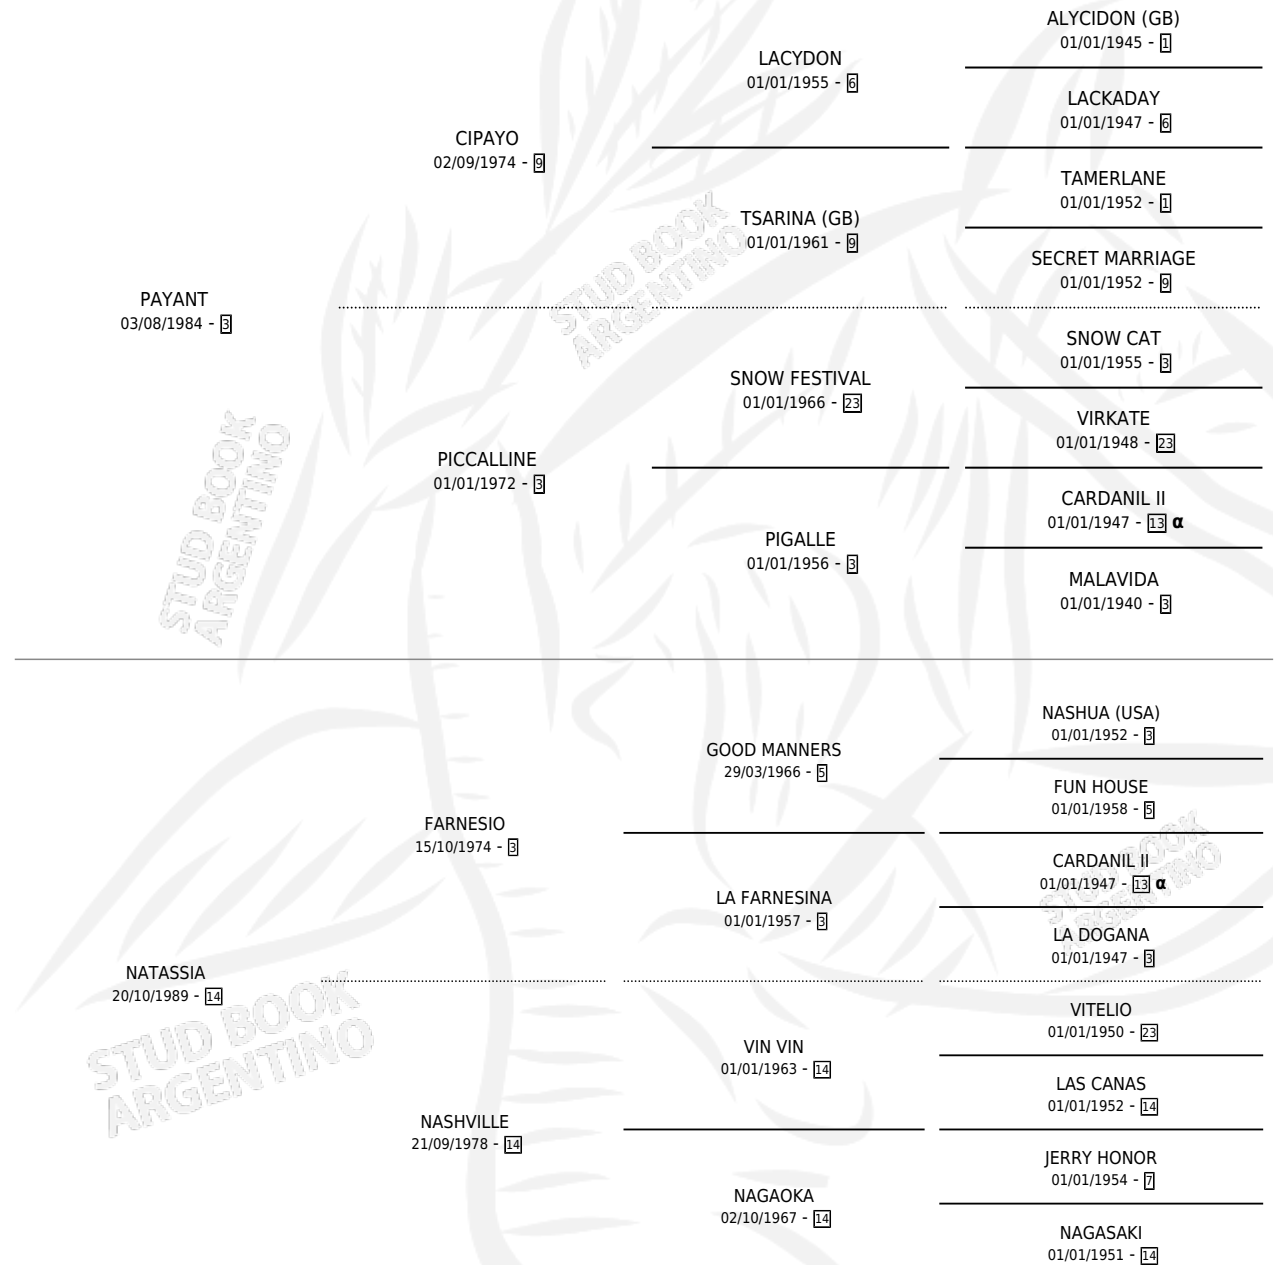 ALYCIDON (GB)
01/01/1945 - 1
LACYDON
01/01/1955 - 6
LACKADAY
01/01/1947 - 6
CIPAYO
02/09/1974 - 9
TAMERLANE
01/01/1952 - 1
TSARINA (GB)
01/01/1961 - 9
SECRET MARRIAGE
01/01/1952 - 9
PAYANT
03/08/1984 - 3
SNOW CAT
01/01/1955 - 3
SNOW FESTIVAL
01/01/1966 - 23
VIRKATE
01/01/1948 - 23
PICCALLINE
01/01/1972 - 3
CARDANIL II
01/01/1947 - 13 α
PIGALLE
01/01/1956 - 3
MALAVIDA
01/01/1940 - 3
STUD BOOK
ARGENTINO
STUD BOOK
ARGENTINO
NASHUA (USA)
01/01/1952 - 3
GOOD MANNERS
29/03/1966 - 5
FUN HOUSE
01/01/1958 - 5
FARNESIO
15/10/1974 - 3
CARDANIL II
01/01/1947 - 13 α
LA FARNESINA
01/01/1957 - 3
LA DOGANA
01/01/1947 - 3
NATASSIA
20/10/1989 - 14
VITELIO
01/01/1950 - 23
VIN VIN
01/01/1963 - 14
LAS CANAS
01/01/1952 - 14
NASHVILLE
21/09/1978 - 14
JERRY HONOR
01/01/1954 - 7
NAGAOKA
02/10/1967 - 14
NAGASAKI
01/01/1951 - 14
STUD BOOK
ARGENTINO
STUD BOOK
ARGENTINO